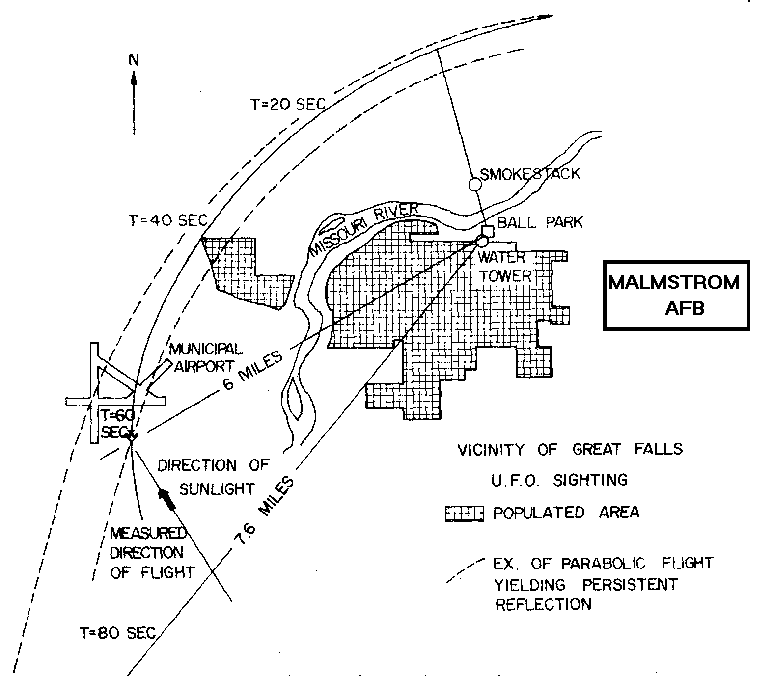 N
T=20 SEC
SMOKESTACK
T=40 SEC
MISSOURI RIVER
BALL PARK
WATER
TOWER
MALMSTROM
AFB
MUNICIPAL
AIRPORT
6 MILES
T=60
SEC
DIRECTION OF
SUNLIGHT
VICINITY OF GREAT FALLS
U.F.O. SIGHTING
7.6 MILES
POPULATED AREA
MEASURED
DIRECTION
OF FLIGHT
EX. OF PARABOLIC FLIGHT
YIELDING PERSISTENT
REFLECTION
T=80 SEC